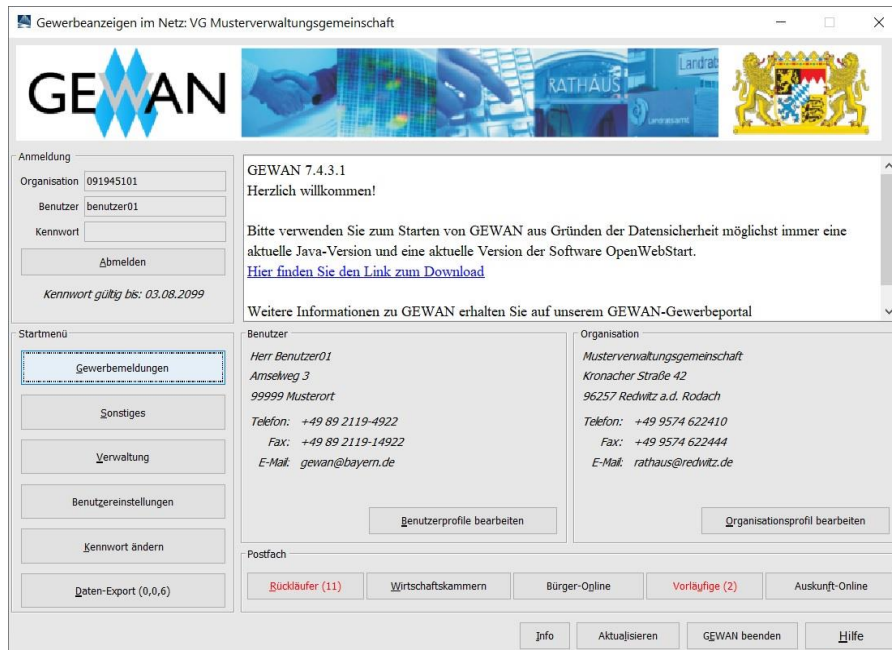 Gewerbeanzeigen im Netz: VG Musterverwaltungsgemeinschaft
GEWAN
RATHAUS
Landrat
Landratsamt
Anmeldung
Organisation 091945101
Benutzer benutzer01
Kennwort
Abmelden
Kennwort gültig bis: 03.08.2099
GEWAN 7.4.3.1
Herzlich willkommen!
Bitte verwenden Sie zum Starten von GEWAN aus Gründen der Datensicherheit möglichst immer eine
aktuelle Java-Version und eine aktuelle Version der Software OpenWebStart.
Hier finden Sie den Link zum Download
Weitere Informationen zu GEWAN erhalten Sie auf unserem GEWAN-Gewerbeportal
Startmenü
Gewerbemeldungen
Sonstiges
Verwaltung
Benutzereinstellungen
Kennwort ändern
Daten-Export (0,0,6)
Benutzer
Herr Benutzer01
Amselweg 3
99999 Musterort
Telefon: +49 89 2119-4922
Fax: +49 89 2119-14922
E-Mail: gewan@bayern.de
Benutzerprofile bearbeiten
Organisation
Musterverwaltungsgemeinschaft
Kronacher Straße 42
96257 Redwitz a.d. Rodach
Telefon: +49 9574 622410
Fax: +49 9574 622444
E-Mail: rathaus@redwitz.de
Organisationsprofil bearbeiten
Postfach
Rückläufer (11)
Wirtschaftskammern
Bürger-Online
Vorläufige (2)
Auskunft-Online
Info
Aktualisieren
GEWAN beenden
Hilfe